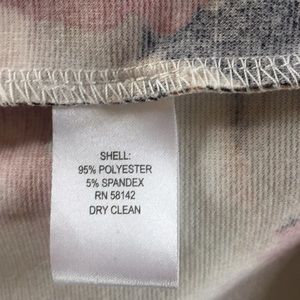 SHELL:
95% POLYESTER
5% SPANDEX
RN 58142
DRY CLEAN